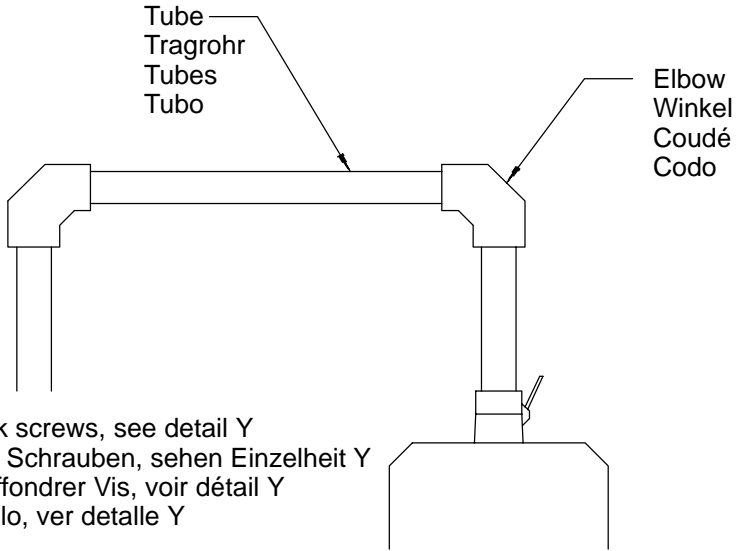 Tube
Tragrohr
Tubes
Tubo
Elbow
Winkel
Coudé
Codo
screws, see detail Y
Schrauben, sehen Einzelheit Y
Vis, voir détail Y
ver detalle Y